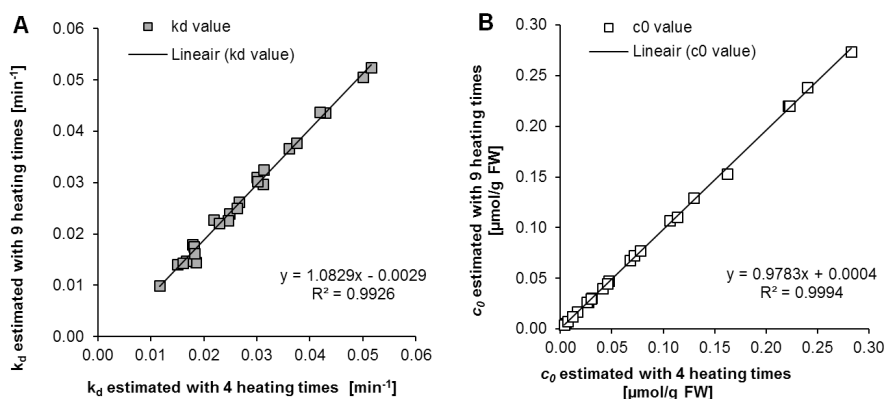 A
kd value
Lineair (kd value)
0.06
0.05
0.04
0.03
0.02
0.01
0.00
k_d estimated with 9 heating times [min⁻¹]
y = 1.0829x - 0.0029
R² = 0.9926
0.00 0.01 0.02 0.03 0.04 0.05 0.06
k_d estimated with 4 heating times [min⁻¹]
B
c0 value
Lineair (c0 value)
0.30
0.25
0.20
0.15
0.10
0.05
0.00
c₀ estimated with 9 heating times
[µmol/g FW]
y = 0.9783x + 0.0004
R² = 0.9994
0.00 0.05 0.10 0.15 0.20 0.25 0.30
c₀ estimated with 4 heating times
[µmol/g FW]